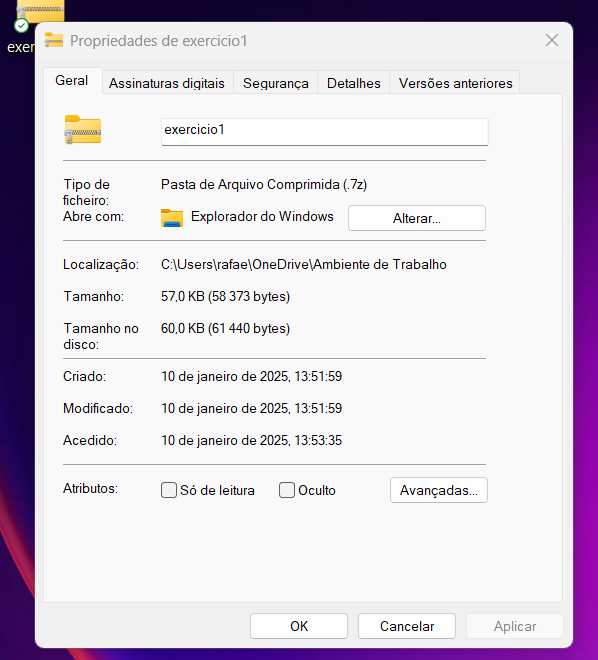 exer
Propriedades de exercicio1
Geral
Assinaturas digitais
Segurança
Detalhes
Versões anteriores
exercicio1
Tipo de
ficheiro:
Pasta de Arquivo Comprimida (.7z)
Abre com:
Explorador do Windows
Alterar...
Localização:
C:\Users\rafae\OneDrive\Ambiente de Trabalho
Tamanho:
57,0 KB (58 373 bytes)
Tamanho no
disco:
60,0 KB (61 440 bytes)
Criado:
10 de janeiro de 2025, 13:51:59
Modificado:
10 de janeiro de 2025, 13:51:59
Acedido:
10 de janeiro de 2025, 13:53:35
Atributos:
Só de leitura
Oculto
Avançadas...
OK
Cancelar
Aplicar